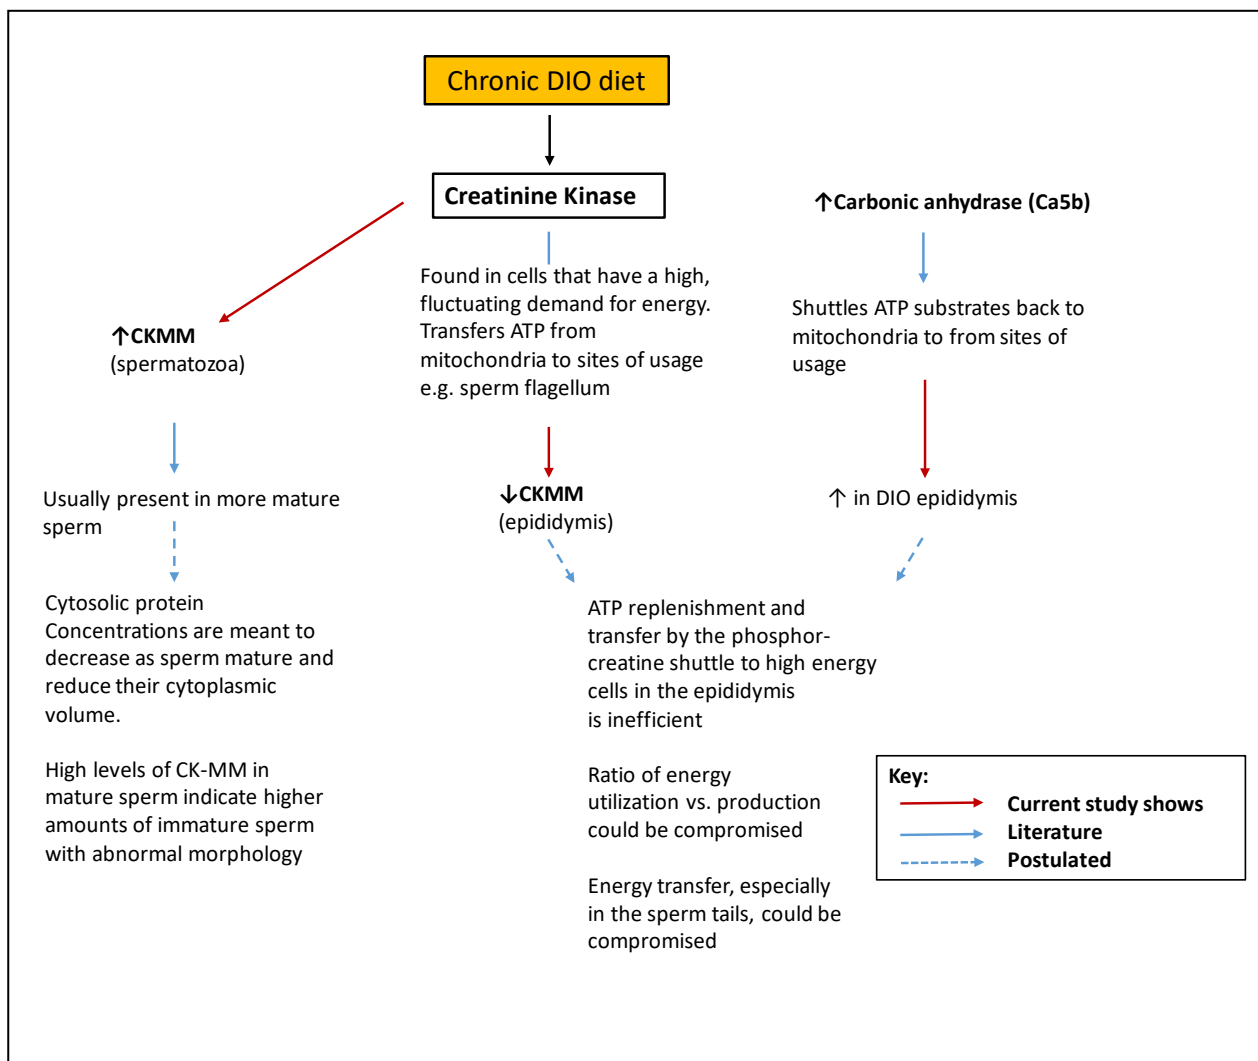 Chronic DIO diet
Creatinine Kinase
↑Carbonic anhydrase (Ca5b)
Found in cells that have a high,
fluctuating demand for energy.
Transfers ATP from
mitochondria to sites of usage
e.g. sperm flagellum
Shuttles ATP substrates back to
mitochondria to from sites of
usage
↑CKMM
(spermatozoa)
Usually present in more mature
sperm
↓CKMM
(epididymis)
↑ in DIO epididymis
Cytosolic protein
Concentrations are meant to
decrease as sperm mature and
reduce their cytoplasmic
volume.
High levels of CK-MM in
mature sperm indicate higher
amounts of immature sperm
with abnormal morphology
ATP replenishment and
transfer by the phosphor-
creatine shuttle to high energy
cells in the epididymis
is inefficient
Ratio of energy
utilization vs. production
could be compromised
Energy transfer, especially
in the sperm tails, could be
compromised
Key:
Current study shows
Literature
Postulated